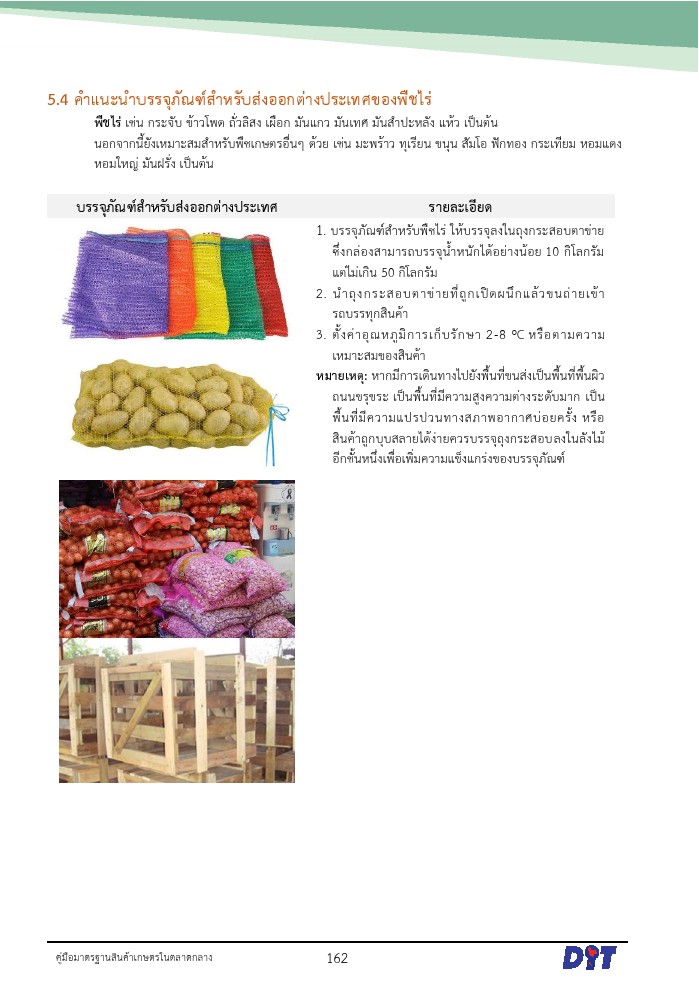 5.4 คำแนะนำบรรจุภัณฑ์สำหรับส่งออกต่างประเทศของพืชไร่
พืชไร่ เช่น กระจับ ข้าวโพด ถั่วลิสง เผือก มันแกว มันเทศ มันสำปะหลัง แห้ว เป็นต้น
นอกจากนี้ยังเหมาะสมสำหรับพืชเกษตรอื่นๆ ด้วย เช่น มะพร้าว ทุเรียน ขนุน ส้มโอ ฟักทอง กระเทียม หอมแดง
หอมใหญ่ มันฝรั่ง เป็นต้น
บรรจุภัณฑ์สำหรับส่งออกต่างประเทศ
รายละเอียด
1. บรรจุภัณฑ์สำหรับพืชไร่ ให้บรรจุลงในถุงกระสอบตาข่าย
ซึ่งกล่องสามารถบรรจุน้ำหนักได้อย่างน้อย 10 กิโลกรัม
แต่ไม่เกิน 50 กิโลกรัม
2. นำถุงกระสอบตาข่ายที่ถูกเปิดผนึกแล้วขนถ่ายเข้า
รถบรรทุกสินค้า
3. ตั้งค่าอุณหภูมิการเก็บรักษา 2-8 ºC หรือตามความ
เหมาะสมของสินค้า
หมายเหตุ: หากมีการเดินทางไปยังพื้นที่ขนส่งเป็นพื้นที่พื้นผิว
ถนนขรุขระ เป็นพื้นที่มีความสูงความต่างระดับมาก เป็น
พื้นที่มีความแปรปวนทางสภาพอากาศบ่อยครั้ง หรือ
สินค้าถูกบุบสลายได้ง่ายควรบรรจุถุงกระสอบลงในลังไม้
อีกชั้นหนึ่งเพื่อเพิ่มความแข็งแกร่งของบรรจุภัณฑ์
คู่มือมาตรฐานสินค้าเกษตรในตลาดกลาง
162
DIT